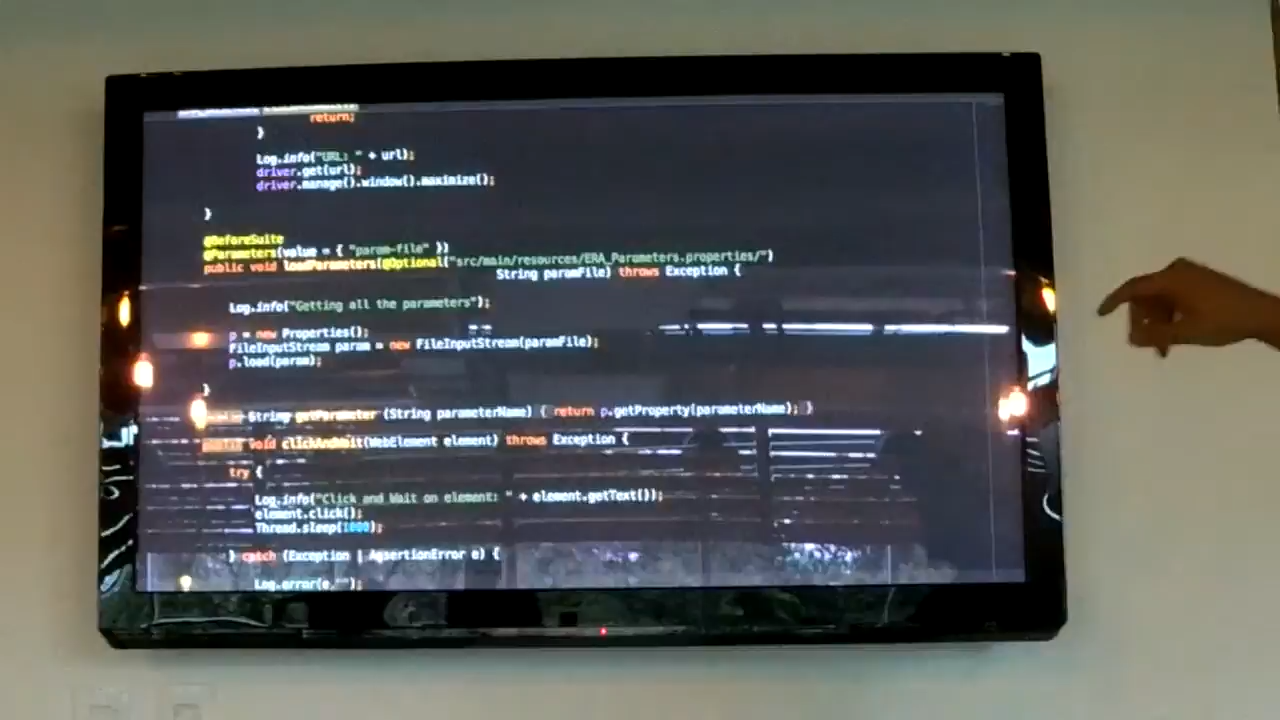 return;
}
Log.info("URL: " + url);
driver.get(url);
driver.manage().window().maximize();
}
@BeforeSuite
@Parameters(value = { "param-file" })
public void loadParameters(@Optional("src/main/resources/ERA_Parameters.properties/")
String paramFile) throws Exception {
Log.info("Getting all the parameters");
p = new Properties();
FileInputStream param = new FileInputStream(paramFile);
p.load(param);
}
String getParameter (String parameterName) { return p.getProperty(parameterName); }
public void clickAndWait(WebElement element) throws Exception {
try {
Log.info("Click and Wait on element: " + element.getText());
element.click();
Thread.sleep(1000);
} catch (Exception | AssertionError e) {
Log.error(e,"");